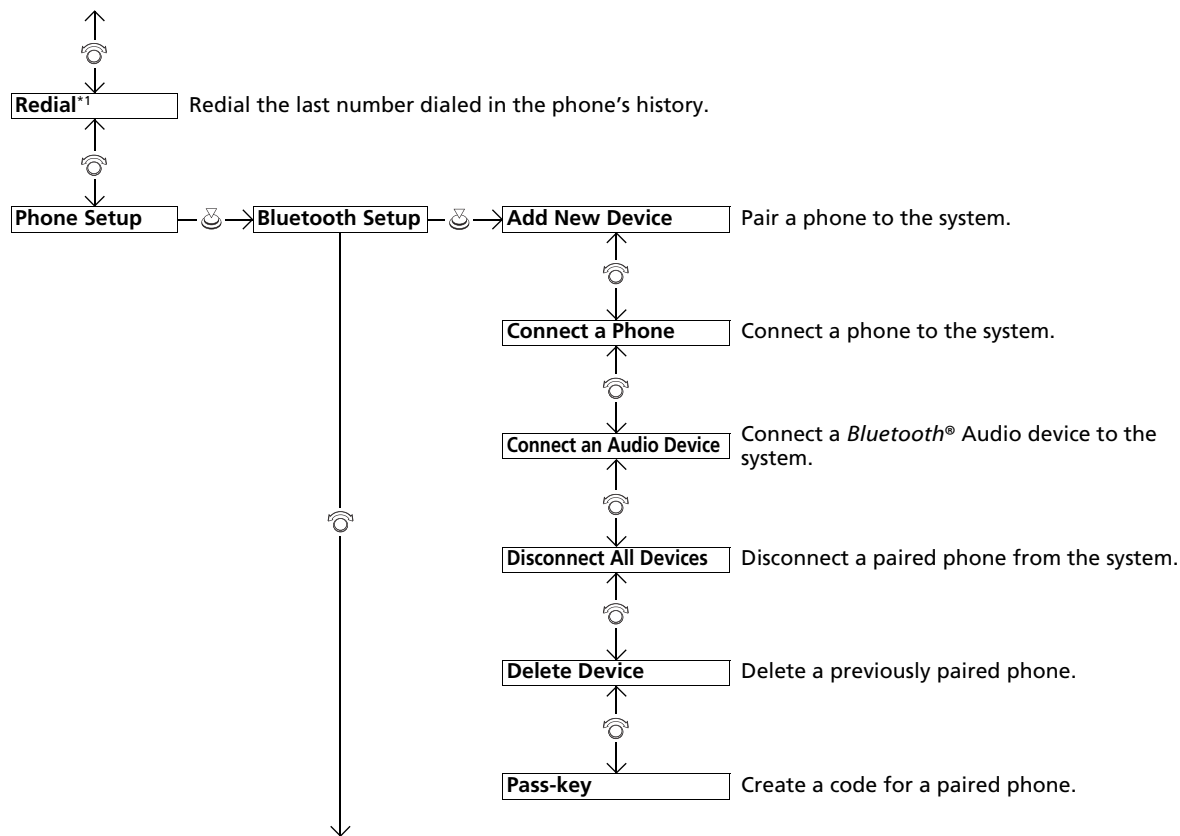 Redial*1 Redial the last number dialed in the phone's history.
Phone Setup Bluetooth Setup Add New Device Pair a phone to the system.
Connect a Phone Connect a phone to the system.
Connect an Audio Device Connect a Bluetooth® Audio device to the
system.
Disconnect All Devices Disconnect a paired phone from the system.
Delete Device Delete a previously paired phone.
Pass-key Create a code for a paired phone.